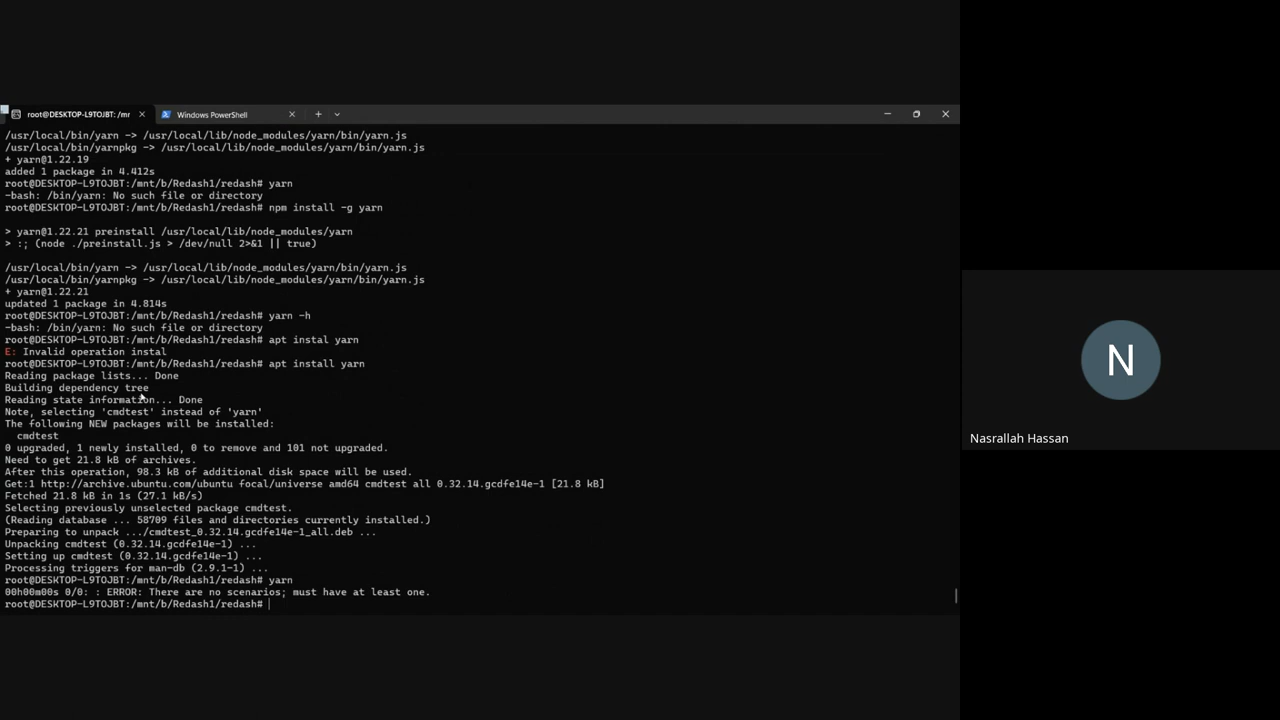 root@DESKTOP-L9TOJBT: /mr
Windows PowerShell
/usr/local/bin/yarn -> /usr/local/lib/node_modules/yarn/bin/yarn.js
/usr/local/bin/yarnpkg -> /usr/local/lib/node_modules/yarn/bin/yarn.js
+ yarn@1.22.19
added 1 package in 4.412s
root@DESKTOP-L9TOJBT:/mnt/b/Redash1/redash# yarn
-bash: /bin/yarn: No such file or directory
root@DESKTOP-L9TOJBT:/mnt/b/Redash1/redash# npm install -g yarn
> yarn@1.22.21 preinstall /usr/local/lib/node_modules/yarn
> :; (node ./preinstall.js > /dev/null 2>&1 || true)
/usr/local/bin/yarn -> /usr/local/lib/node_modules/yarn/bin/yarn.js
/usr/local/bin/yarnpkg -> /usr/local/lib/node_modules/yarn/bin/yarn.js
+ yarn@1.22.21
updated 1 package in 4.814s
root@DESKTOP-L9TOJBT:/mnt/b/Redash1/redash# yarn -h
-bash: /bin/yarn: No such file or directory
root@DESKTOP-L9TOJBT:/mnt/b/Redash1/redash# apt instal yarn
E: Invalid operation instal
root@DESKTOP-L9TOJBT:/mnt/b/Redash1/redash# apt install yarn
Reading package lists... Done
Building dependency tree
Reading state information... Done
Note, selecting 'cmdtest' instead of 'yarn'
The following NEW packages will be installed:
cmdtest
0 upgraded, 1 newly installed, 0 to remove and 101 not upgraded.
Need to get 21.8 kB of archives.
After this operation, 98.3 kB of additional disk space will be used.
Get:1 http://archive.ubuntu.com/ubuntu focal/universe amd64 cmdtest all 0.32.14.gcdfe14e-1 [21.8 kB]
Fetched 21.8 kB in 1s (27.1 kB/s)
Selecting previously unselected package cmdtest.
(Reading database ... 58709 files and directories currently installed.)
Preparing to unpack .../cmdtest_0.32.14.gcdfe14e-1_all.deb ...
Unpacking cmdtest (0.32.14.gcdfe14e-1) ...
Setting up cmdtest (0.32.14.gcdfe14e-1) ...
Processing triggers for man-db (2.9.1-1) ...
root@DESKTOP-L9TOJBT:/mnt/b/Redash1/redash# yarn
00h00m00s 0/0: : ERROR: There are no scenarios; must have at least one.
root@DESKTOP-L9TOJBT:/mnt/b/Redash1/redash#
N
Nasrallah Hassan